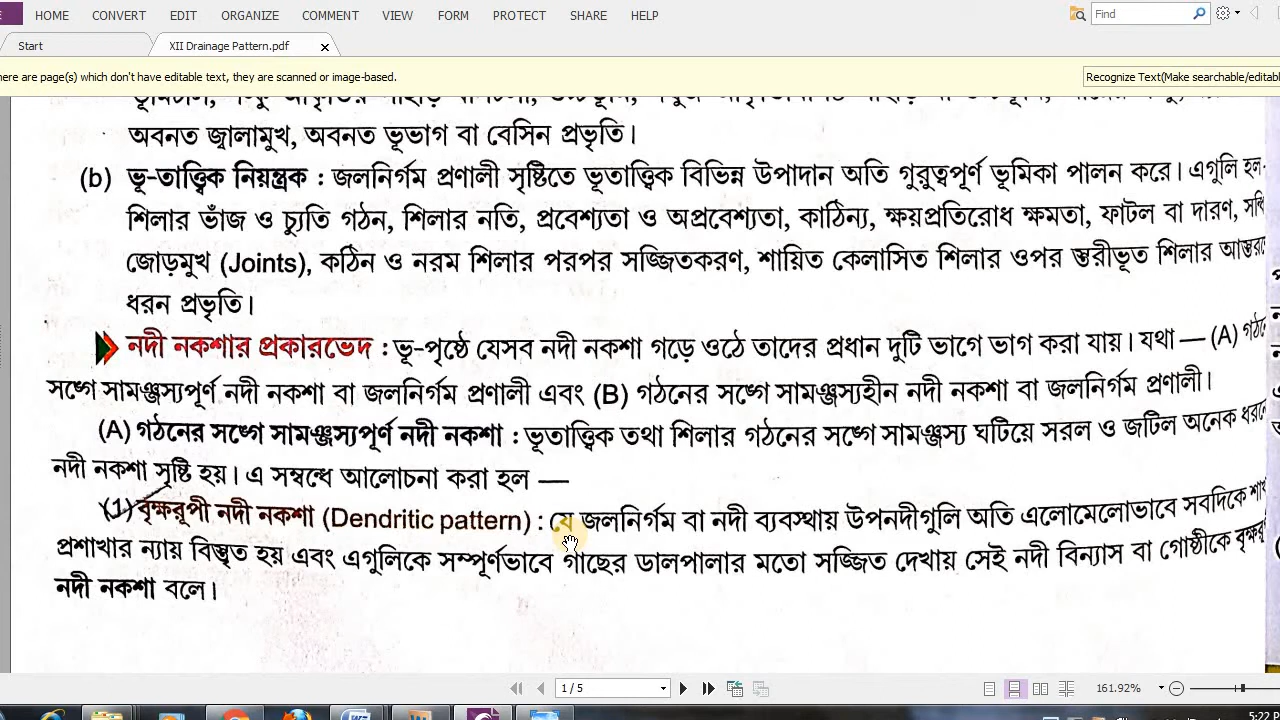 HOME CONVERT EDIT ORGANIZE COMMENT VIEW FORM PROTECT SHARE HELP Find
Start XII Drainage Pattern.pdf
here are page(s) which don't have editable text, they are scanned or image-based. Recognize Text(Make searchable/editabl
অবনত জ্বালামুখ, অবনত ভূভাগ বা বেসিন প্রভৃতি।
(b) ভূ-তাত্ত্বিক নিয়ন্ত্রক : জলনির্গম প্রণালী সৃষ্টিতে ভূতাত্ত্বিক বিভিন্ন উপাদান অতি গুরুত্বপূর্ণ ভূমিকা পালন করে। এগুলি হল-
শিলার ভাঁজ ও চ্যুতি গঠন, শিলার নতি, প্রবেশ্যতা ও অপ্রবেশ্যতা, কাঠিন্য, ক্ষয়প্রতিরোধ ক্ষমতা, ফাটল বা দারণ,
জোড়মুখ (Joints), কঠিন ও নরম শিলার পরপর সজ্জিতকরণ, শায়িত কেলাসিত শিলার ওপর স্তরীভূত শিলার
ধরন প্রভৃতি।
নদী নকশার প্রকারভেদ : ভূ-পৃষ্ঠে যেসব নদী নকশা গড়ে ওঠে তাদের প্রধান দুটি ভাগে ভাগ করা যায়। যথা — (A)
সঙ্গে সামঞ্জস্যপূর্ণ নদী নকশা বা জলনির্গম প্রণালী এবং (B) গঠনের সঙ্গে সামঞ্জস্যহীন নদী নকশা বা জলনির্গম প্রণালী।
(A) গঠনের সঙ্গে সামঞ্জস্যপূর্ণ নদী নকশা : ভূতাত্ত্বিক তথা শিলার গঠনের সঙ্গে সামঞ্জস্য ঘটিয়ে সরল ও জটিল অনেক
নদী নকশা সৃষ্টি হয়। এ সম্বন্ধে আলোচনা করা হল —
(1) বৃক্ষরূপী নদী নকশা (Dendritic pattern) : যে জলনির্গম বা নদী ব্যবস্থায় উপনদীগুলি অতি এলোমেলোভাবে সবদিকে
প্রশাখার ন্যায় বিস্তৃত হয় এবং এগুলিকে সম্পূর্ণভাবে গাছের ডালপালার মতো সজ্জিত দেখায় সেই নদী বিন্যাস বা গোষ্ঠীকে
নদী নকশা বলে।
1 / 5 161.92%
5:22 P